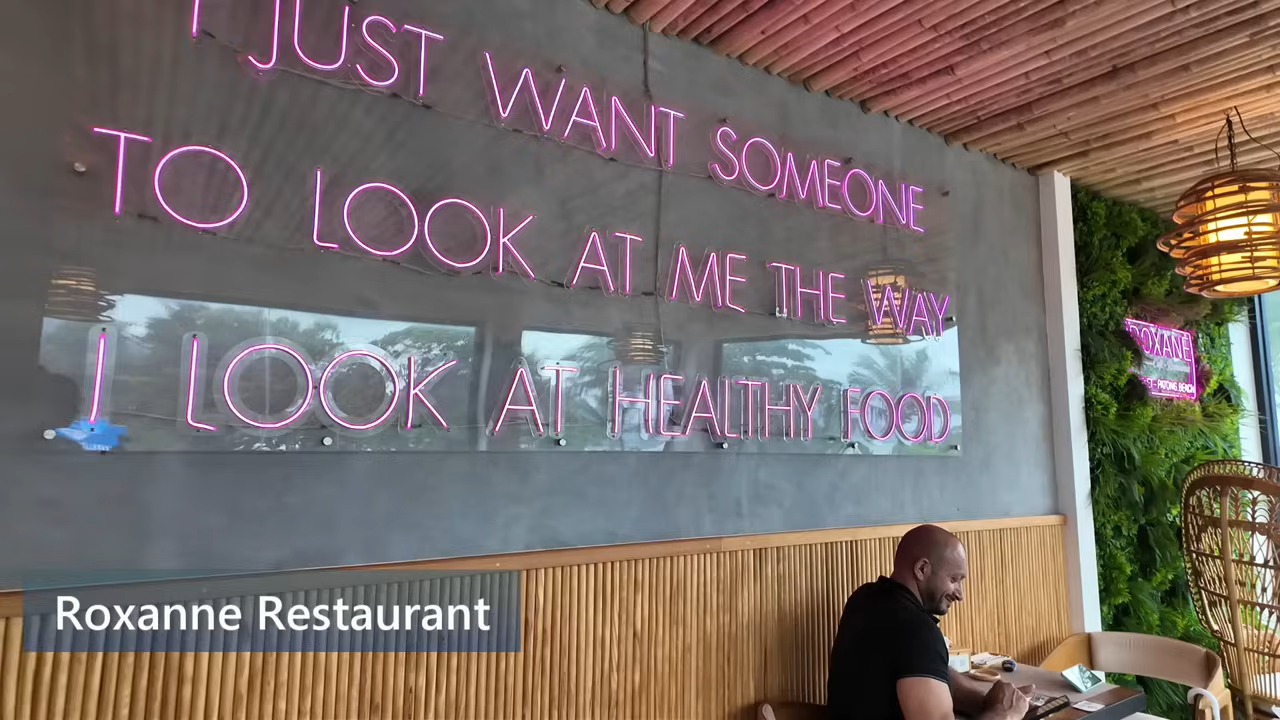 I JUST WANT SOMEONE
TO LOOK AT ME THE WAY
I LOOK AT HEALTHY FOOD
ROXANE
PATONG BEACH
Roxanne Restaurant